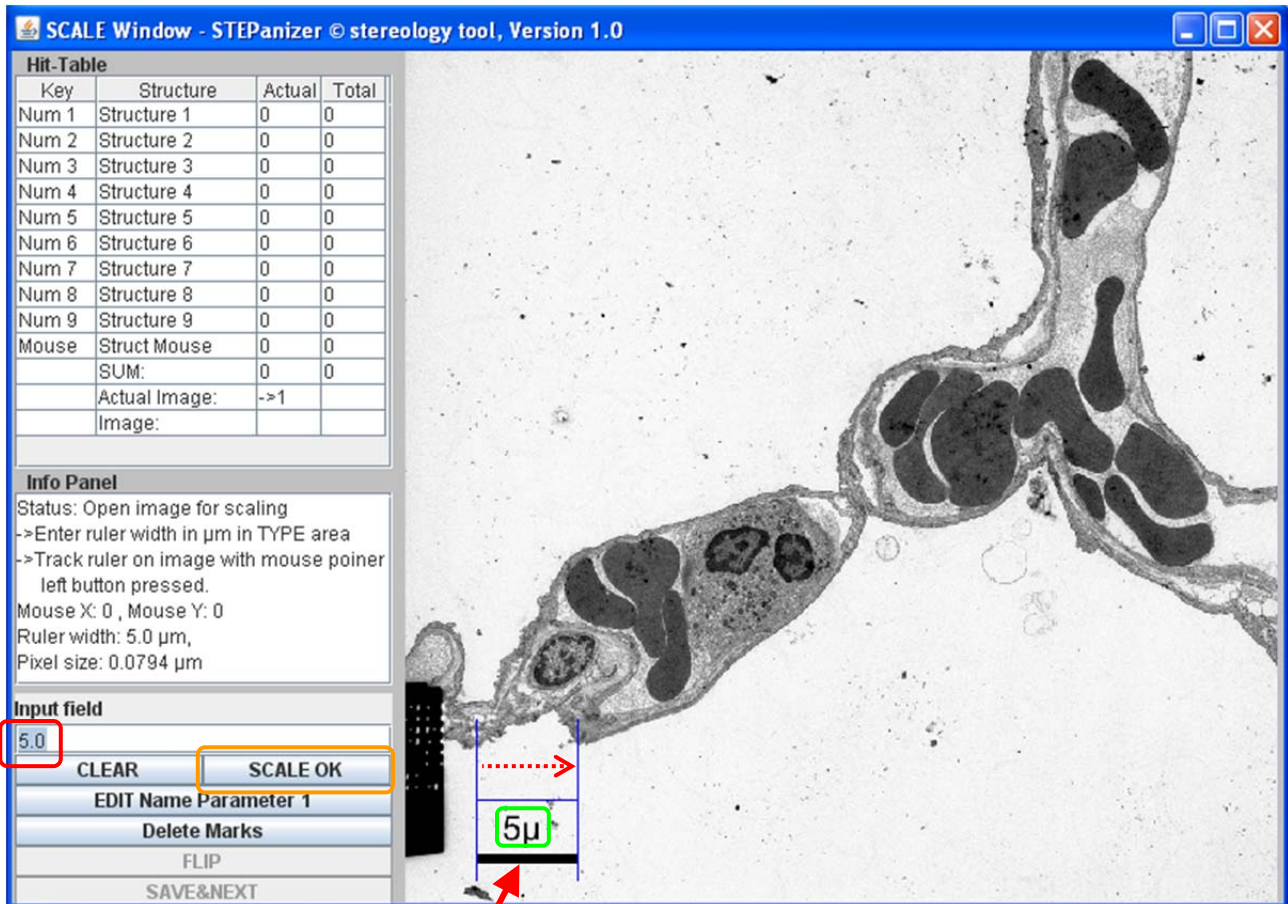 SCALE Window - STEPanizer © stereology tool, Version 1.0
Hit-Table
Key Structure Actual Total
Num 1 Structure 1 0 0
Num 2 Structure 2 0 0
Num 3 Structure 3 0 0
Num 4 Structure 4 0 0
Num 5 Structure 5 0 0
Num 6 Structure 6 0 0
Num 7 Structure 7 0 0
Num 8 Structure 8 0 0
Num 9 Structure 9 0 0
Mouse Struct Mouse 0 0
SUM: 0 0
Actual Image: ->1
Image:
Info Panel
Status: Open image for scaling
->Enter ruler width in µm in TYPE area
->Track ruler on image with mouse poiner
left button pressed.
Mouse X: 0 , Mouse Y: 0
Ruler width: 5.0 µm,
Pixel size: 0.0794 µm
Input field
5.0
CLEAR SCALE OK
EDIT Name Parameter 1
Delete Marks
FLIP
SAVE&NEXT
5µ